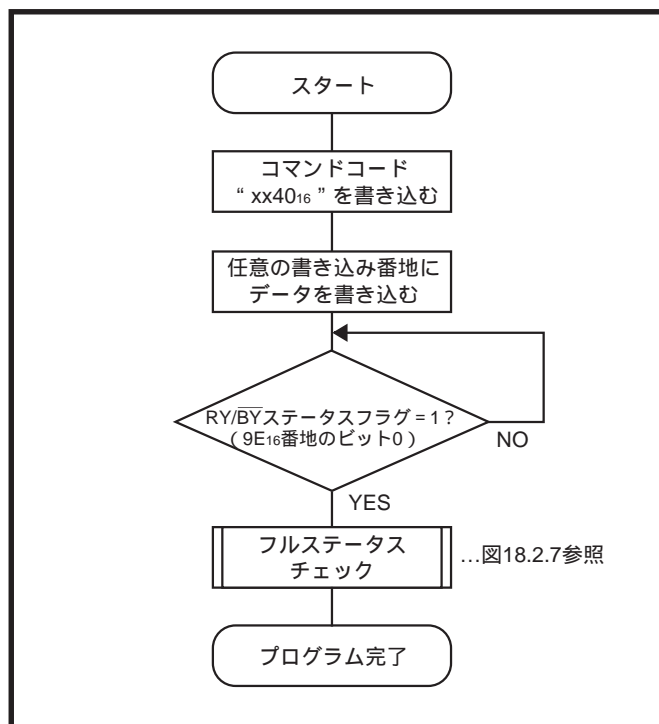 スタート
コマンドコード
“ xx40₁₆ ” を書き込む
任意の書き込み番地に
データを書き込む
RY/B̅Y̅ステータスフラグ = 1 ?
( 9E₁₆番地のビット0 )
NO
YES
フルステータス
チェック
…図18.2.7参照
プログラム完了